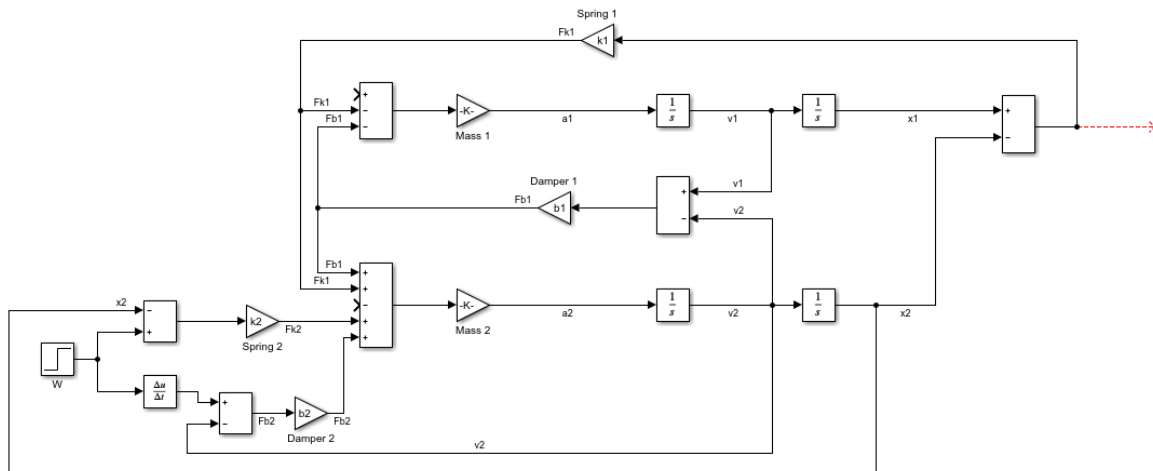 Spring 1
Fk1
k1
Fk1
+
−
Fb1
−
-K-
Mass 1
a1
1
s
v1
1
s
x1
+
−
Damper 1
Fb1
b1
v1
+
v2
−
Fb1
+
Fk1
+
−
+
+
-K-
Mass 2
a2
1
s
v2
1
s
x2
x2
−
+
k2
Fk2
Spring 2
W
Δu
Δt
+
−
Fb2
b2
Fb2
Damper 2
v2